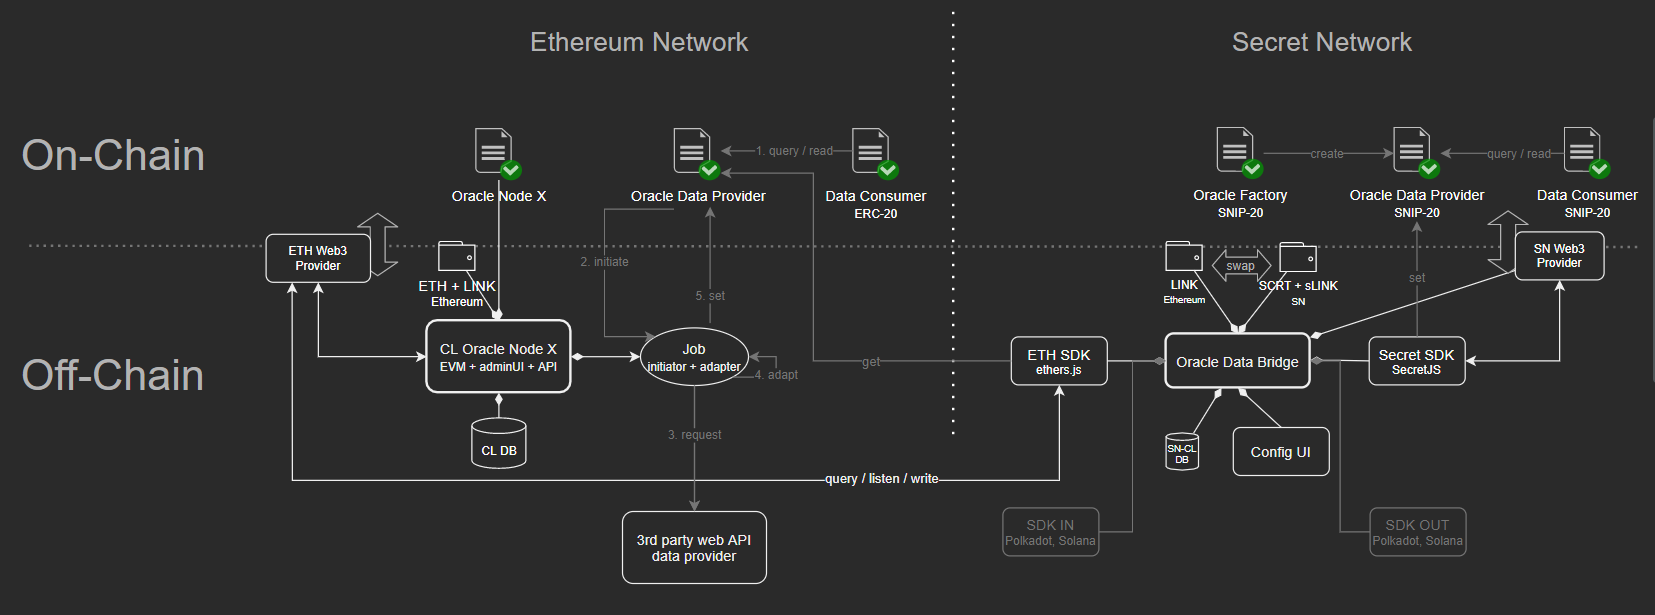 Ethereum Network
Secret Network
On-Chain
Oracle Node X
Oracle Data Provider
1. query / read
Data Consumer
ERC-20
Oracle Factory
SNIP-20
create
Oracle Data Provider
SNIP-20
query / read
Data Consumer
SNIP-20
ETH Web3
Provider
ETH + LINK
Ethereum
2. initiate
5. set
LINK
Ethereum
swap
SCRT + sLINK
SN
set
SN Web3
Provider
Off-Chain
CL Oracle Node X
EVM + adminUI + API
Job
initiator + adapter
4. adapt
get
ETH SDK
ethers.js
Oracle Data Bridge
Secret SDK
SecretJS
CL DB
3. request
SN-CL
DB
Config UI
query / listen / write
3rd party web API
data provider
SDK IN
Polkadot, Solana
SDK OUT
Polkadot, Solana